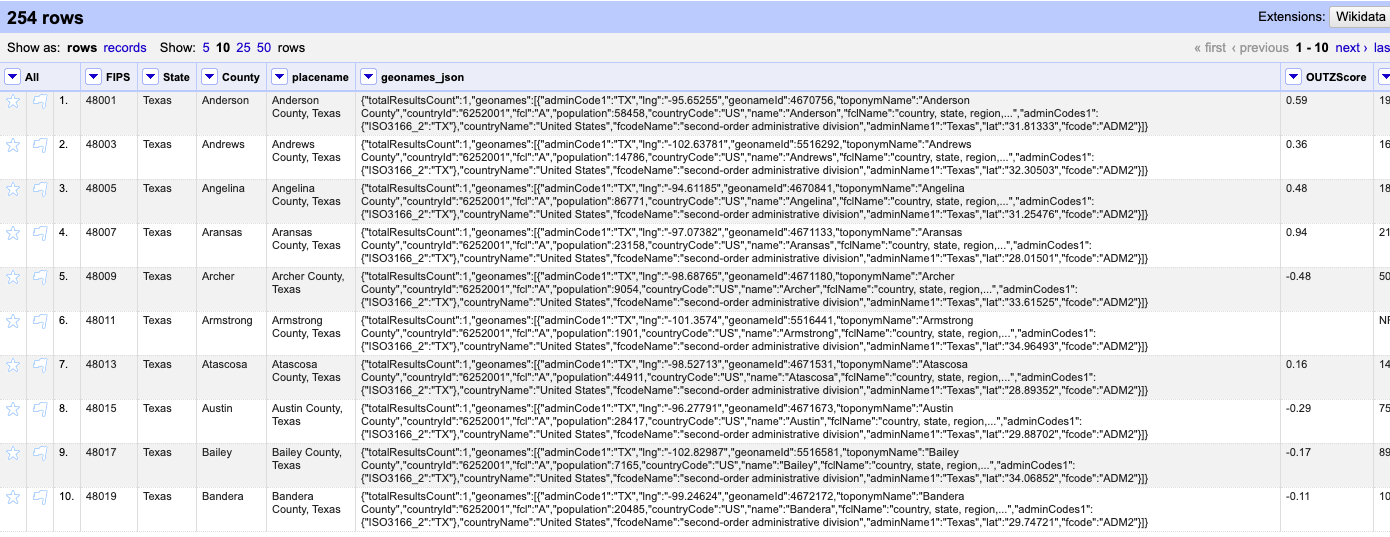 254 rows
Extensions: Wikidata
Show as: rows records Show: 5 10 25 50 rows
« first ‹ previous 1 - 10 next › las
All FIPS State County placename geonames_json OUTZScore
1. 48001 Texas Anderson Anderson County, Texas {"totalResultsCount":1,"geonames":[{"adminCode1":"TX","lng":"-95.65255","geonameId":4670756,"toponymName":"Anderson
County","countryId":"6252001","fcl":"A","population":58458,"countryCode":"US","name":"Anderson","fclName":"country, state, region,...","adminCodes1":
{"ISO3166_2":"TX"},"countryName":"United States","fcodeName":"second-order administrative division","adminName1":"Texas","lat":"31.81333","fcode":"ADM2"}]} 0.59 19
2. 48003 Texas Andrews Andrews County, Texas {"totalResultsCount":1,"geonames":[{"adminCode1":"TX","lng":"-102.63781","geonameId":5516292,"toponymName":"Andrews
County","countryId":"6252001","fcl":"A","population":14786,"countryCode":"US","name":"Andrews","fclName":"country, state, region,...","adminCodes1":
{"ISO3166_2":"TX"},"countryName":"United States","fcodeName":"second-order administrative division","adminName1":"Texas","lat":"32.30503","fcode":"ADM2"}]} 0.36 16
3. 48005 Texas Angelina Angelina County, Texas {"totalResultsCount":1,"geonames":[{"adminCode1":"TX","lng":"-94.61185","geonameId":4670841,"toponymName":"Angelina
County","countryId":"6252001","fcl":"A","population":86771,"countryCode":"US","name":"Angelina","fclName":"country, state, region,...","adminCodes1":
{"ISO3166_2":"TX"},"countryName":"United States","fcodeName":"second-order administrative division","adminName1":"Texas","lat":"31.25476","fcode":"ADM2"}]} 0.48 18
4. 48007 Texas Aransas Aransas County, Texas {"totalResultsCount":1,"geonames":[{"adminCode1":"TX","lng":"-97.07382","geonameId":4671133,"toponymName":"Aransas
County","countryId":"6252001","fcl":"A","population":23158,"countryCode":"US","name":"Aransas","fclName":"country, state, region,...","adminCodes1":
{"ISO3166_2":"TX"},"countryName":"United States","fcodeName":"second-order administrative division","adminName1":"Texas","lat":"28.01501","fcode":"ADM2"}]} 0.94 21
5. 48009 Texas Archer Archer County, Texas {"totalResultsCount":1,"geonames":[{"adminCode1":"TX","lng":"-98.68765","geonameId":4671180,"toponymName":"Archer
County","countryId":"6252001","fcl":"A","population":9054,"countryCode":"US","name":"Archer","fclName":"country, state, region,...","adminCodes1":
{"ISO3166_2":"TX"},"countryName":"United States","fcodeName":"second-order administrative division","adminName1":"Texas","lat":"33.61525","fcode":"ADM2"}]} -0.48 50
6. 48011 Texas Armstrong Armstrong County, Texas {"totalResultsCount":1,"geonames":[{"adminCode1":"TX","lng":"-101.3574","geonameId":5516441,"toponymName":"Armstrong
County","countryId":"6252001","fcl":"A","population":1901,"countryCode":"US","name":"Armstrong","fclName":"country, state, region,...","adminCodes1":
{"ISO3166_2":"TX"},"countryName":"United States","fcodeName":"second-order administrative division","adminName1":"Texas","lat":"34.96493","fcode":"ADM2"}]}
7. 48013 Texas Atascosa Atascosa County, Texas {"totalResultsCount":1,"geonames":[{"adminCode1":"TX","lng":"-98.52713","geonameId":4671531,"toponymName":"Atascosa
County","countryId":"6252001","fcl":"A","population":44911,"countryCode":"US","name":"Atascosa","fclName":"country, state, region,...","adminCodes1":
{"ISO3166_2":"TX"},"countryName":"United States","fcodeName":"second-order administrative division","adminName1":"Texas","lat":"28.89352","fcode":"ADM2"}]} 0.16 14
8. 48015 Texas Austin Austin County, Texas {"totalResultsCount":1,"geonames":[{"adminCode1":"TX","lng":"-96.27791","geonameId":4671673,"toponymName":"Austin
County","countryId":"6252001","fcl":"A","population":28417,"countryCode":"US","name":"Austin","fclName":"country, state, region,...","adminCodes1":
{"ISO3166_2":"TX"},"countryName":"United States","fcodeName":"second-order administrative division","adminName1":"Texas","lat":"29.88702","fcode":"ADM2"}]} -0.29 75
9. 48017 Texas Bailey Bailey County, Texas {"totalResultsCount":1,"geonames":[{"adminCode1":"TX","lng":"-102.82987","geonameId":5516581,"toponymName":"Bailey
County","countryId":"6252001","fcl":"A","population":7165,"countryCode":"US","name":"Bailey","fclName":"country, state, region,...","adminCodes1":
{"ISO3166_2":"TX"},"countryName":"United States","fcodeName":"second-order administrative division","adminName1":"Texas","lat":"34.06852","fcode":"ADM2"}]} -0.17 89
10. 48019 Texas Bandera Bandera County, Texas {"totalResultsCount":1,"geonames":[{"adminCode1":"TX","lng":"-99.24624","geonameId":4672172,"toponymName":"Bandera
County","countryId":"6252001","fcl":"A","population":20485,"countryCode":"US","name":"Bandera","fclName":"country, state, region,...","adminCodes1":
{"ISO3166_2":"TX"},"countryName":"United States","fcodeName":"second-order administrative division","adminName1":"Texas","lat":"29.74721","fcode":"ADM2"}]} -0.11 10